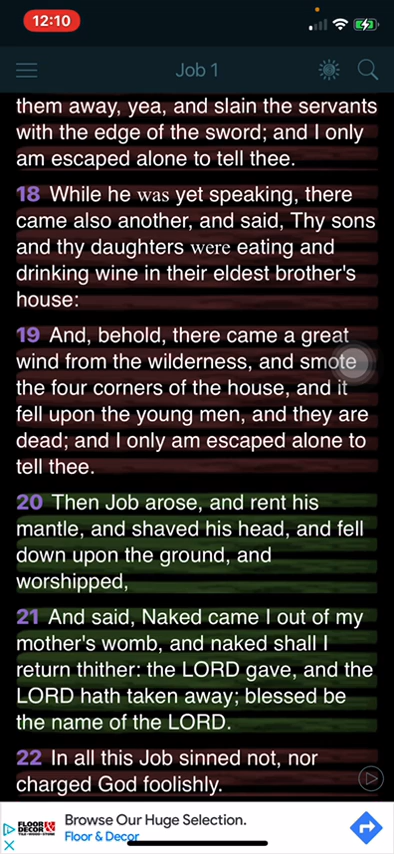 12:10
Job 1
them away, yea, and slain the servants
with the edge of the sword; and I only
am escaped alone to tell thee.
18 While he was yet speaking, there
came also another, and said, Thy sons
and thy daughters were eating and
drinking wine in their eldest brother's
house:
19 And, behold, there came a great
wind from the wilderness, and smote
the four corners of the house, and it
fell upon the young men, and they are
dead; and I only am escaped alone to
tell thee.
20 Then Job arose, and rent his
mantle, and shaved his head, and fell
down upon the ground, and
worshipped,
21 And said, Naked came I out of my
mother's womb, and naked shall I
return thither: the LORD gave, and the
LORD hath taken away; blessed be
the name of the LORD.
22 In all this Job sinned not, nor
charged God foolishly.
FLOOR & DECOR
Browse Our Huge Selection.
Floor & Decor